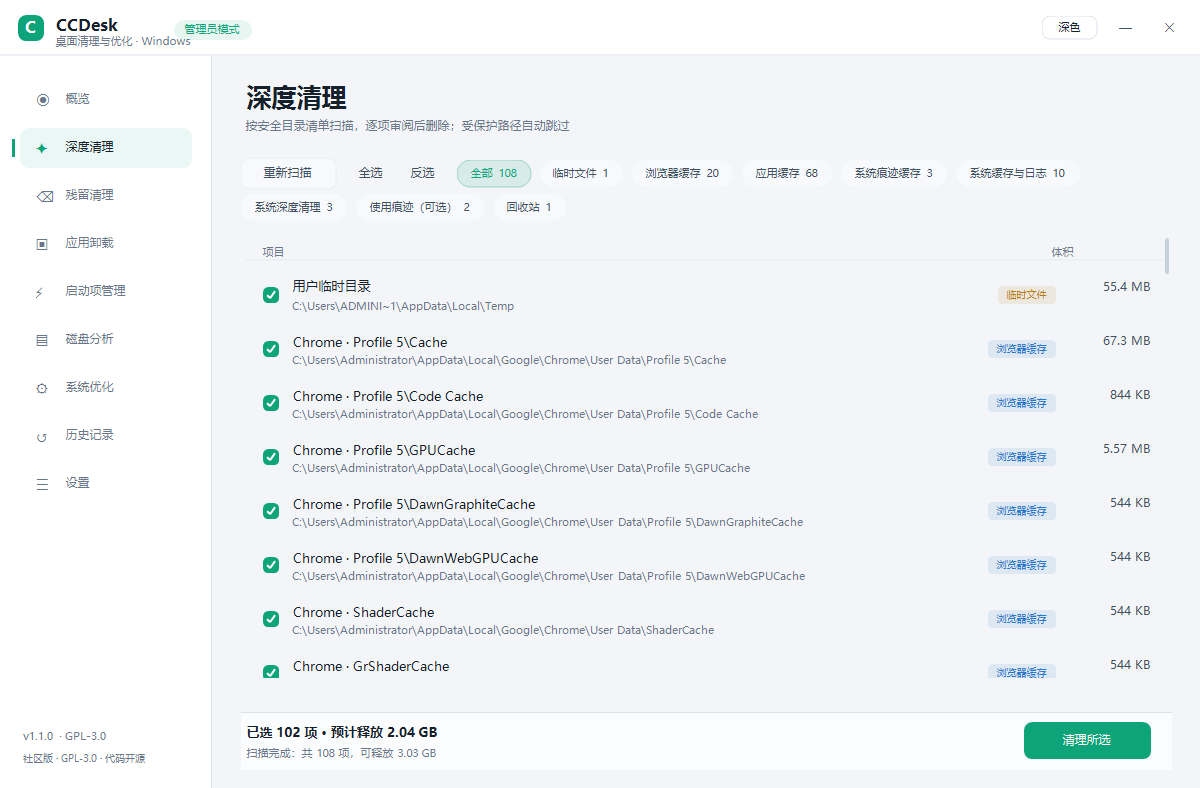 C CCDesk 管理员模式 深色
桌面清理与优化 · Windows
概览
深度清理
残留清理
应用卸载
启动项管理
磁盘分析
系统优化
历史记录
设置
v1.1.0 · GPL-3.0
社区版 · GPL-3.0 · 代码开源
深度清理
按安全目录清单扫描，逐项审阅后删除；受保护路径自动跳过
重新扫描 全选 反选 全部 108 临时文件 1 浏览器缓存 20 应用缓存 68 系统痕迹缓存 3 系统缓存与日志 10
系统深度清理 3 使用痕迹（可选） 2 回收站 1
项目 体积
用户临时目录 临时文件 55.4 MB
C:\Users\ADMINI~1\AppData\Local\Temp
Chrome · Profile 5\Cache 浏览器缓存 67.3 MB
C:\Users\Administrator\AppData\Local\Google\Chrome\User Data\Profile 5\Cache
Chrome · Profile 5\Code Cache 浏览器缓存 844 KB
C:\Users\Administrator\AppData\Local\Google\Chrome\User Data\Profile 5\Code Cache
Chrome · Profile 5\GPUCache 浏览器缓存 5.57 MB
C:\Users\Administrator\AppData\Local\Google\Chrome\User Data\Profile 5\GPUCache
Chrome · Profile 5\DawnGraphiteCache 浏览器缓存 544 KB
C:\Users\Administrator\AppData\Local\Google\Chrome\User Data\Profile 5\DawnGraphiteCache
Chrome · Profile 5\DawnWebGPUCache 浏览器缓存 544 KB
C:\Users\Administrator\AppData\Local\Google\Chrome\User Data\Profile 5\DawnWebGPUCache
Chrome · ShaderCache 浏览器缓存 544 KB
C:\Users\Administrator\AppData\Local\Google\Chrome\User Data\ShaderCache
Chrome · GrShaderCache 浏览器缓存 544 KB
已选 102 项 • 预计释放 2.04 GB
扫描完成：共 108 项，可释放 3.03 GB
清理所选